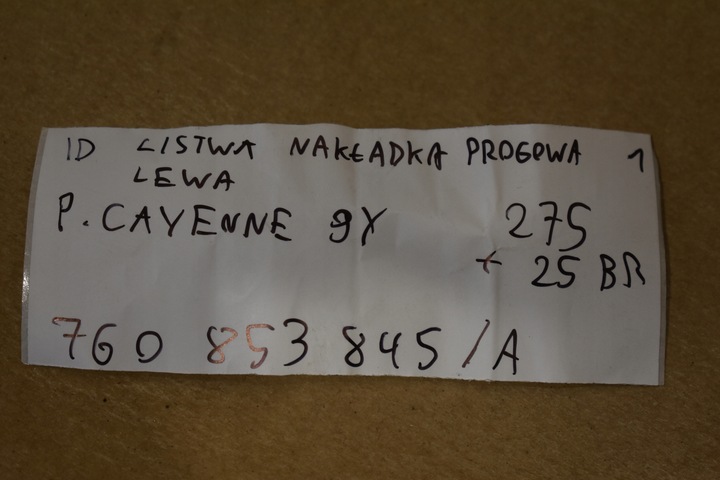 ID LISTWA NAKŁADKA PROGOWA 1
LEWA
P. CAYENNE 9Y 275
+ 25 BR
760 853 845 /A